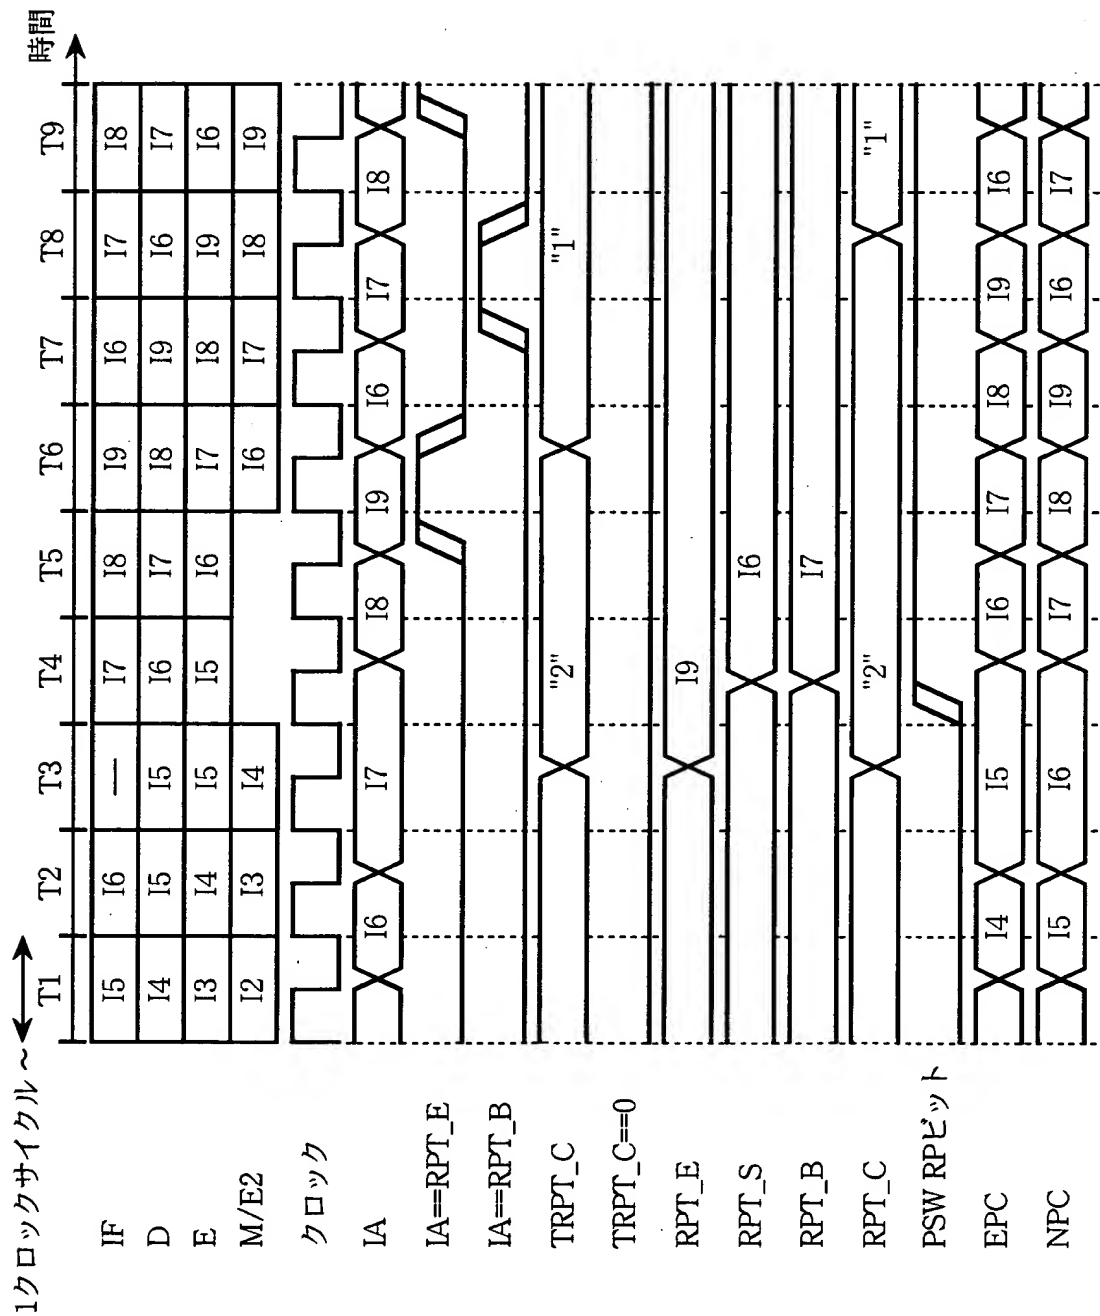 1クロックサイクル ~
T1 T2 T3 T4 T5 T6 T7 T8 T9 時間
IF I5 I6 — I7 I8 I9 I6 I7 I8
D I4 I5 I5 I6 I7 I8 I9 I6 I7
E I3 I4 I5 I5 I6 I7 I8 I9 I6
M/E2 I2 I3 I4 I6 I7 I8 I9
クロック
IA I6 I7 I8 I9 I6 I7 I8
IA==RPT_E
IA==RPT_B
TRPT_C "2" "1"
TRPT_C==0
RPT_E I9
RPT_S I6
RPT_B I7
RPT_C "2" "1"
PSW RPビット
EPC I4 I5 I6 I7 I8 I9 I6
NPC I5 I6 I7 I8 I9 I6 I7